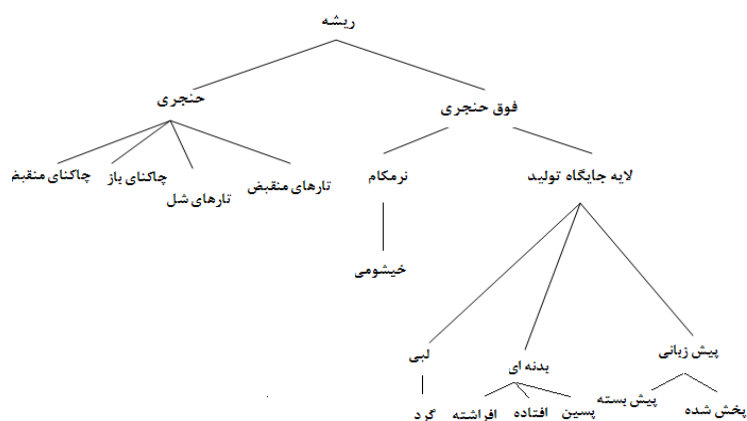 ریشه
حنجری
فوق حنجری
تارهای منقبض
تارهای شل
چاکنای باز
چاکنای منقبض
لایه جایگاه تولید
نرمکام
خیشومی
پیش زبانی
بدنه ای
لبی
پخش شده
پیش بسته
پسین
افتاده
افراشته
گرد